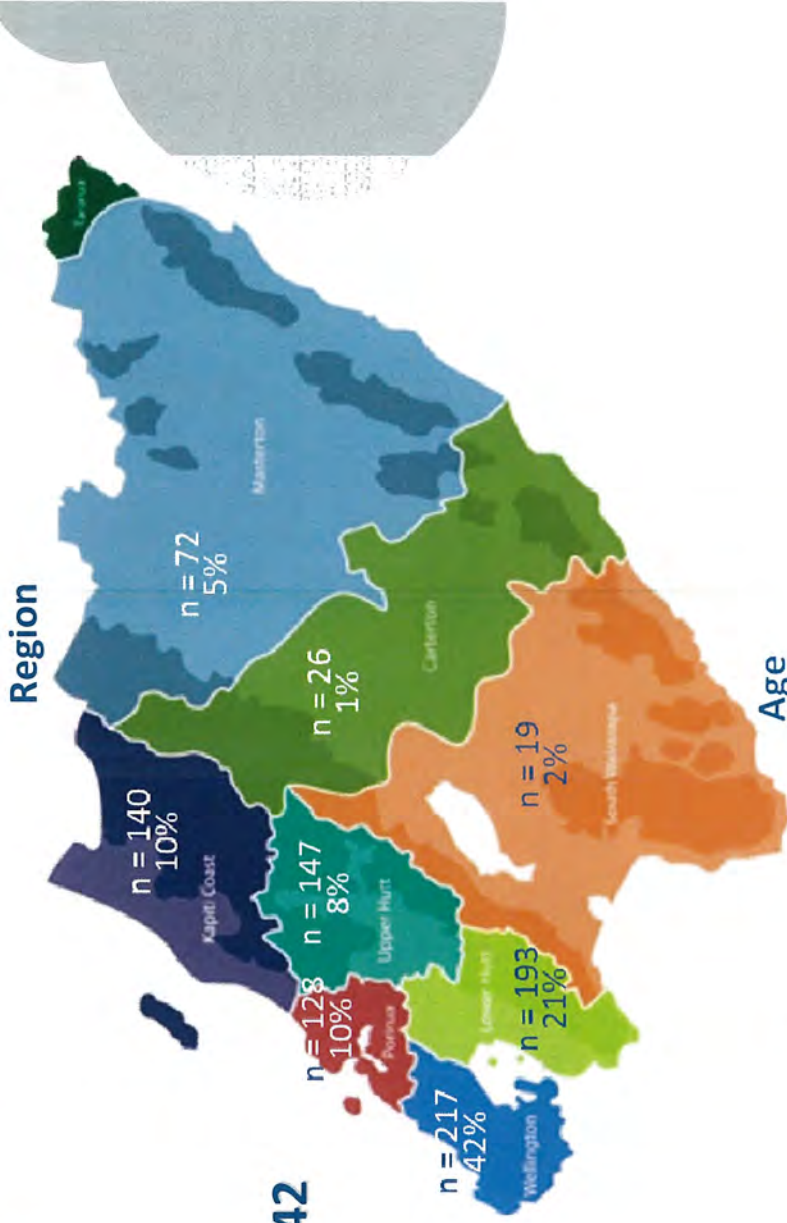 Region
Tararua
n = 72
5%
Masterton
n = 140
10%
Kapiti Coast
n = 26
1%
Carterton
n = 147
8%
Upper Hutt
n = 128
10%
Porirua
n = 19
2%
South Wairarapa
n = 193
21%
Lower Hutt
n = 217
42%
Wellington
42
Age